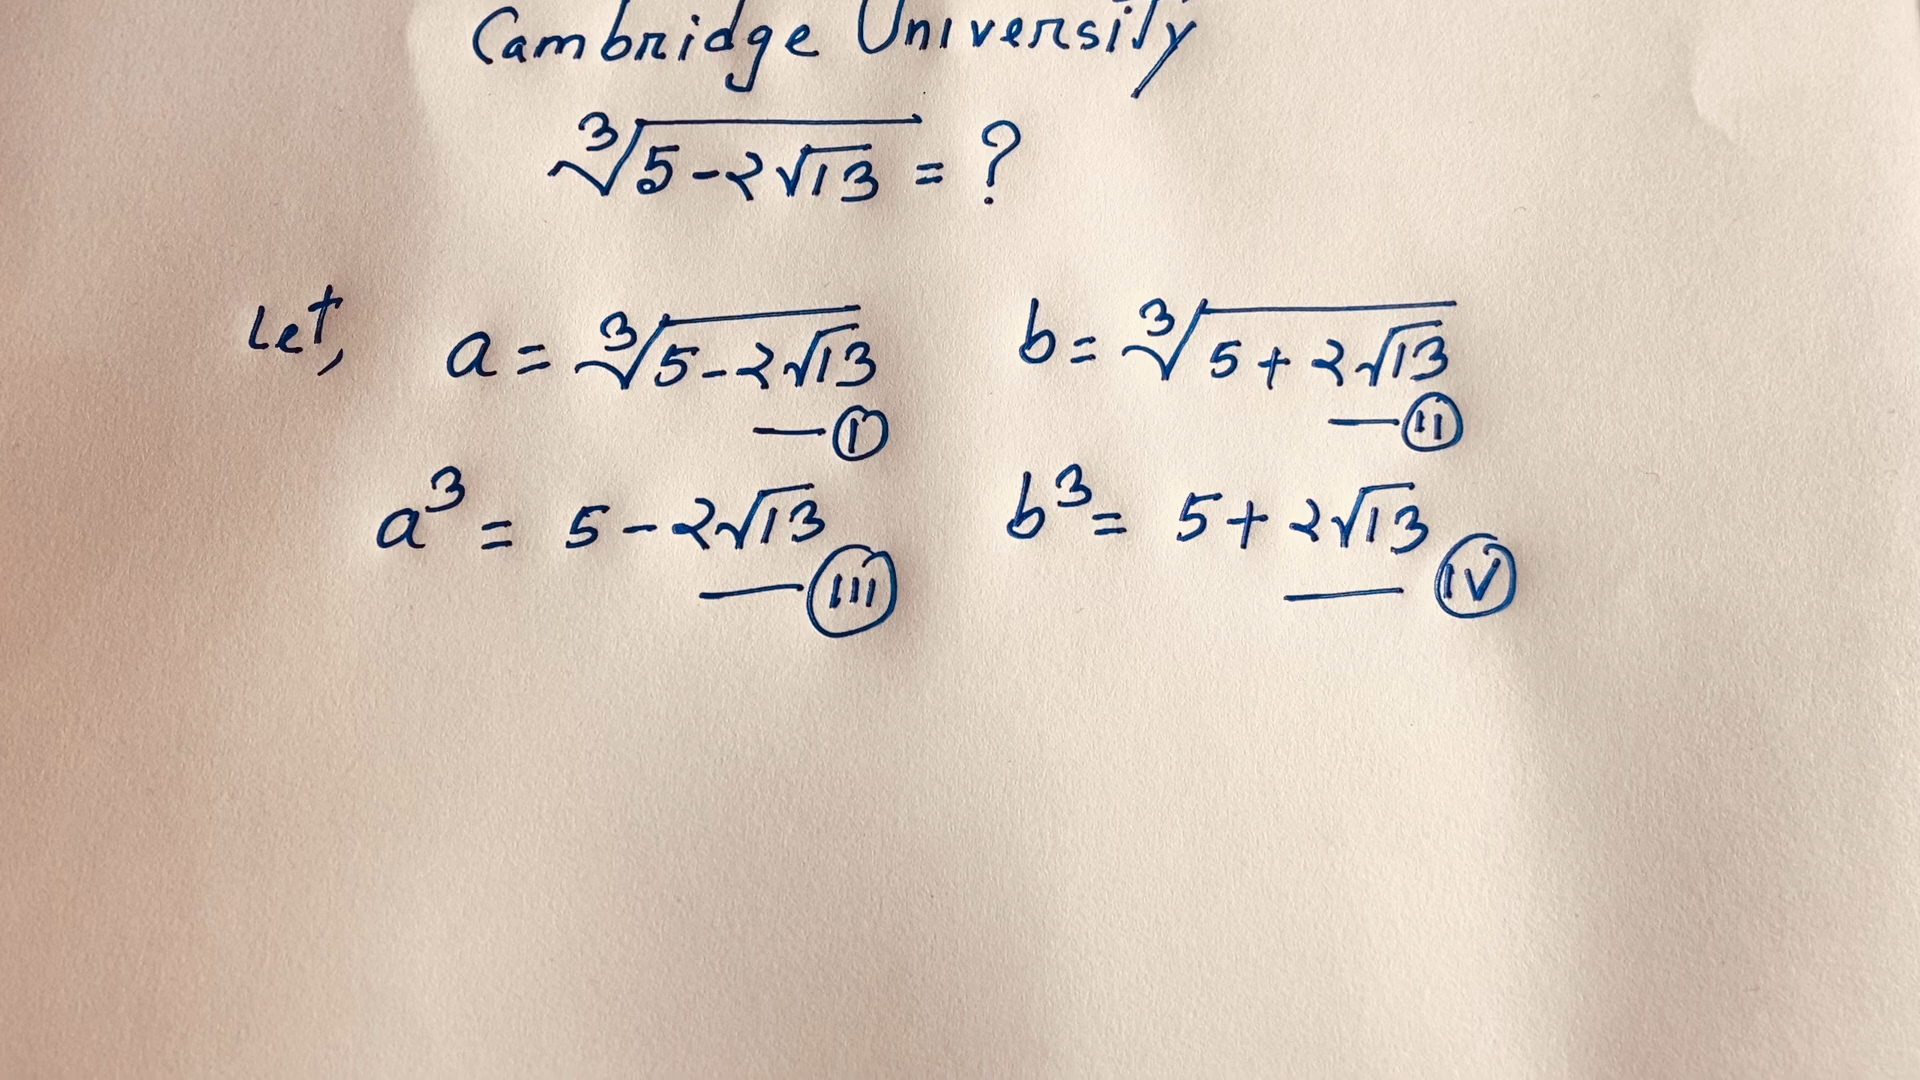 Cambridge University
∛(5-2√13) = ?
Let, a = ∛(5-2√13) b = ∛(5+2√13)
—(I) —(II)
a³ = 5-2√13 b³ = 5+2√13
—(III) —(IV)